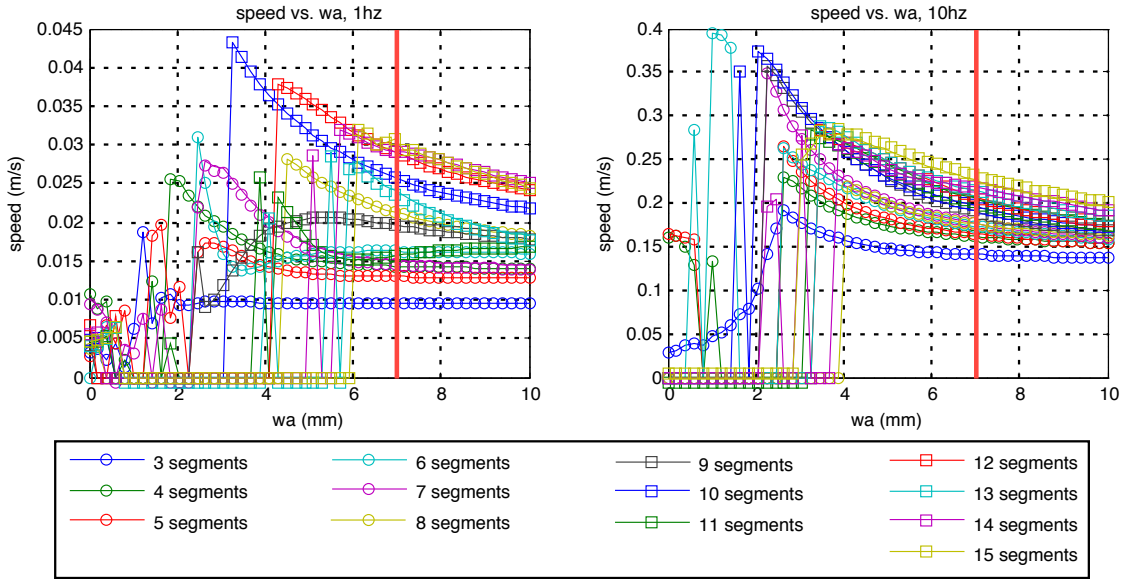 speed vs. wa, 1hz
0.045
0.04
0.035
0.03
0.025
0.02
0.015
0.01
0.005
0
speed (m/s)
0
2
4
6
8
10
wa (mm)
speed vs. wa, 10hz
0.4
0.35
0.3
0.25
0.2
0.15
0.1
0.05
0
speed (m/s)
0
2
4
6
8
10
wa (mm)
3 segments
4 segments
5 segments
6 segments
7 segments
8 segments
9 segments
10 segments
11 segments
12 segments
13 segments
14 segments
15 segments